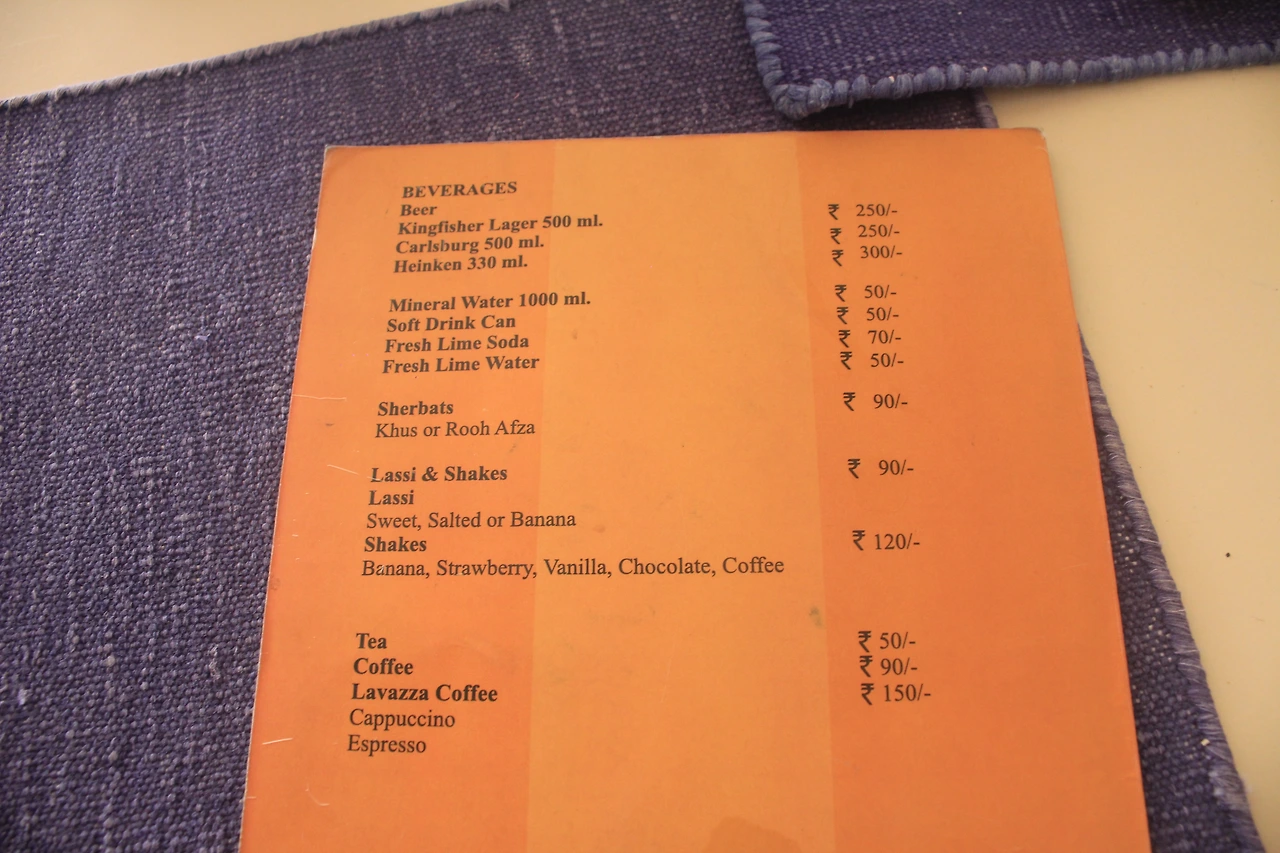 BEVERAGES
Beer
Kingfisher Lager 500 ml. ₹ 250/-
Carlsburg 500 ml. ₹ 250/-
Heinken 330 ml. ₹ 300/-
Mineral Water 1000 ml. ₹ 50/-
Soft Drink Can ₹ 50/-
Fresh Lime Soda ₹ 70/-
Fresh Lime Water ₹ 50/-
Sherbats ₹ 90/-
Khus or Rooh Afza
Lassi & Shakes
Lassi ₹ 90/-
Sweet, Salted or Banana
Shakes ₹ 120/-
Banana, Strawberry, Vanilla, Chocolate, Coffee
Tea ₹ 50/-
Coffee ₹ 90/-
Lavazza Coffee ₹ 150/-
Cappuccino
Espresso